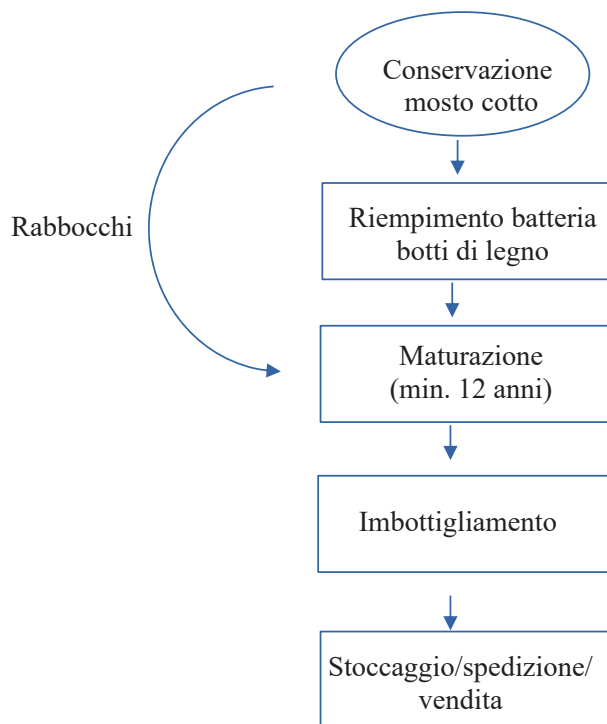 Conservazione
mosto cotto
Rabbocchi
Riempimento batteria
botti di legno
Maturazione
(min. 12 anni)
Imbottigliamento
Stoccaggio/spedizione/
vendita